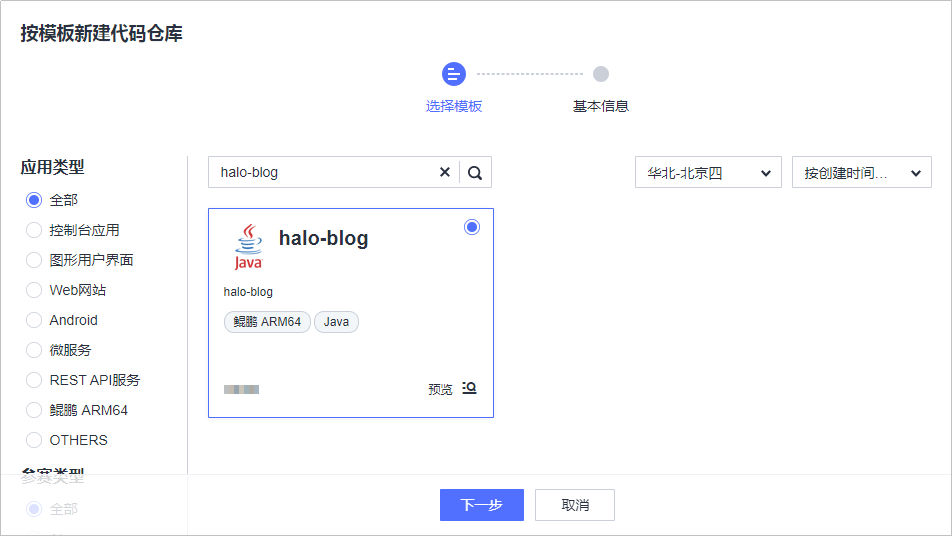 按模板新建代码仓库
选择模板
基本信息
应用类型
全部
控制台应用
图形用户界面
Web网站
Android
微服务
REST API服务
鲲鹏 ARM64
OTHERS
参赛类型
全部
halo-blog
华北-北京四
按创建时间...
Java
halo-blog
halo-blog
鲲鹏 ARM64
Java
预览
下一步
取消